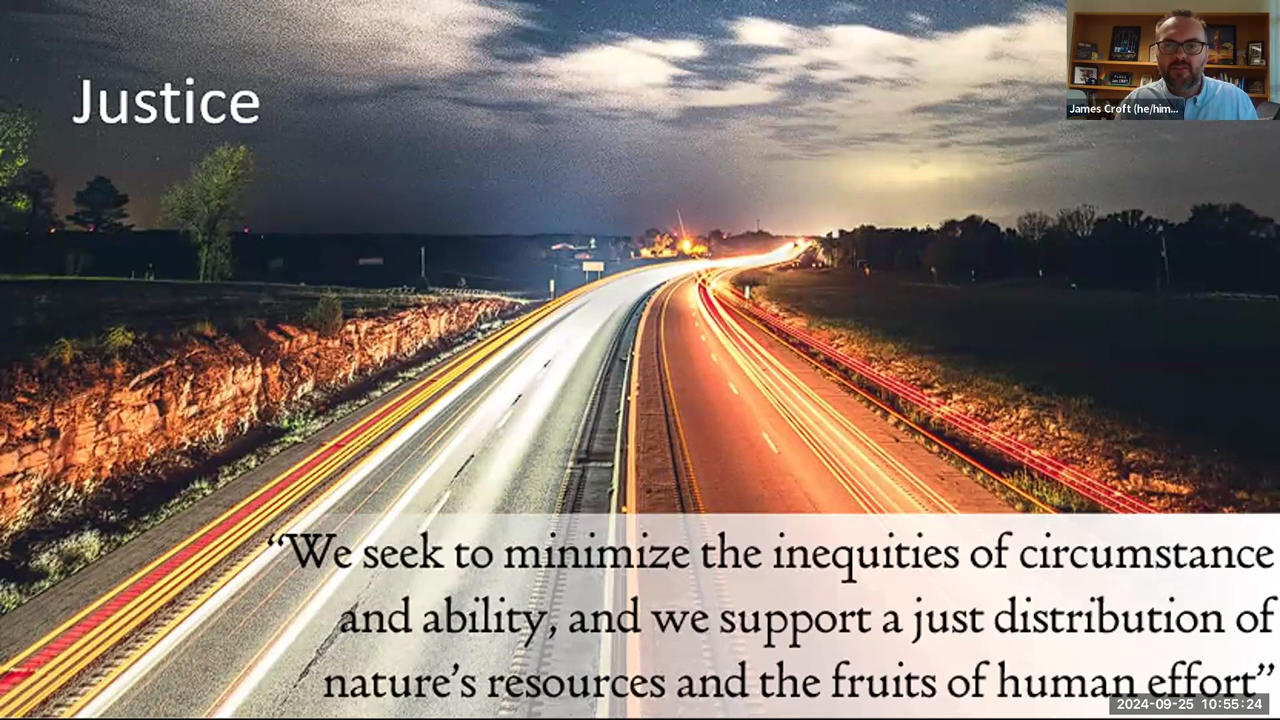 Justice
James Croft (he/him...
“We seek to minimize the inequities of circumstance
and ability, and we support a just distribution of
nature’s resources and the fruits of human effort”
2024-09-25 10:55:24